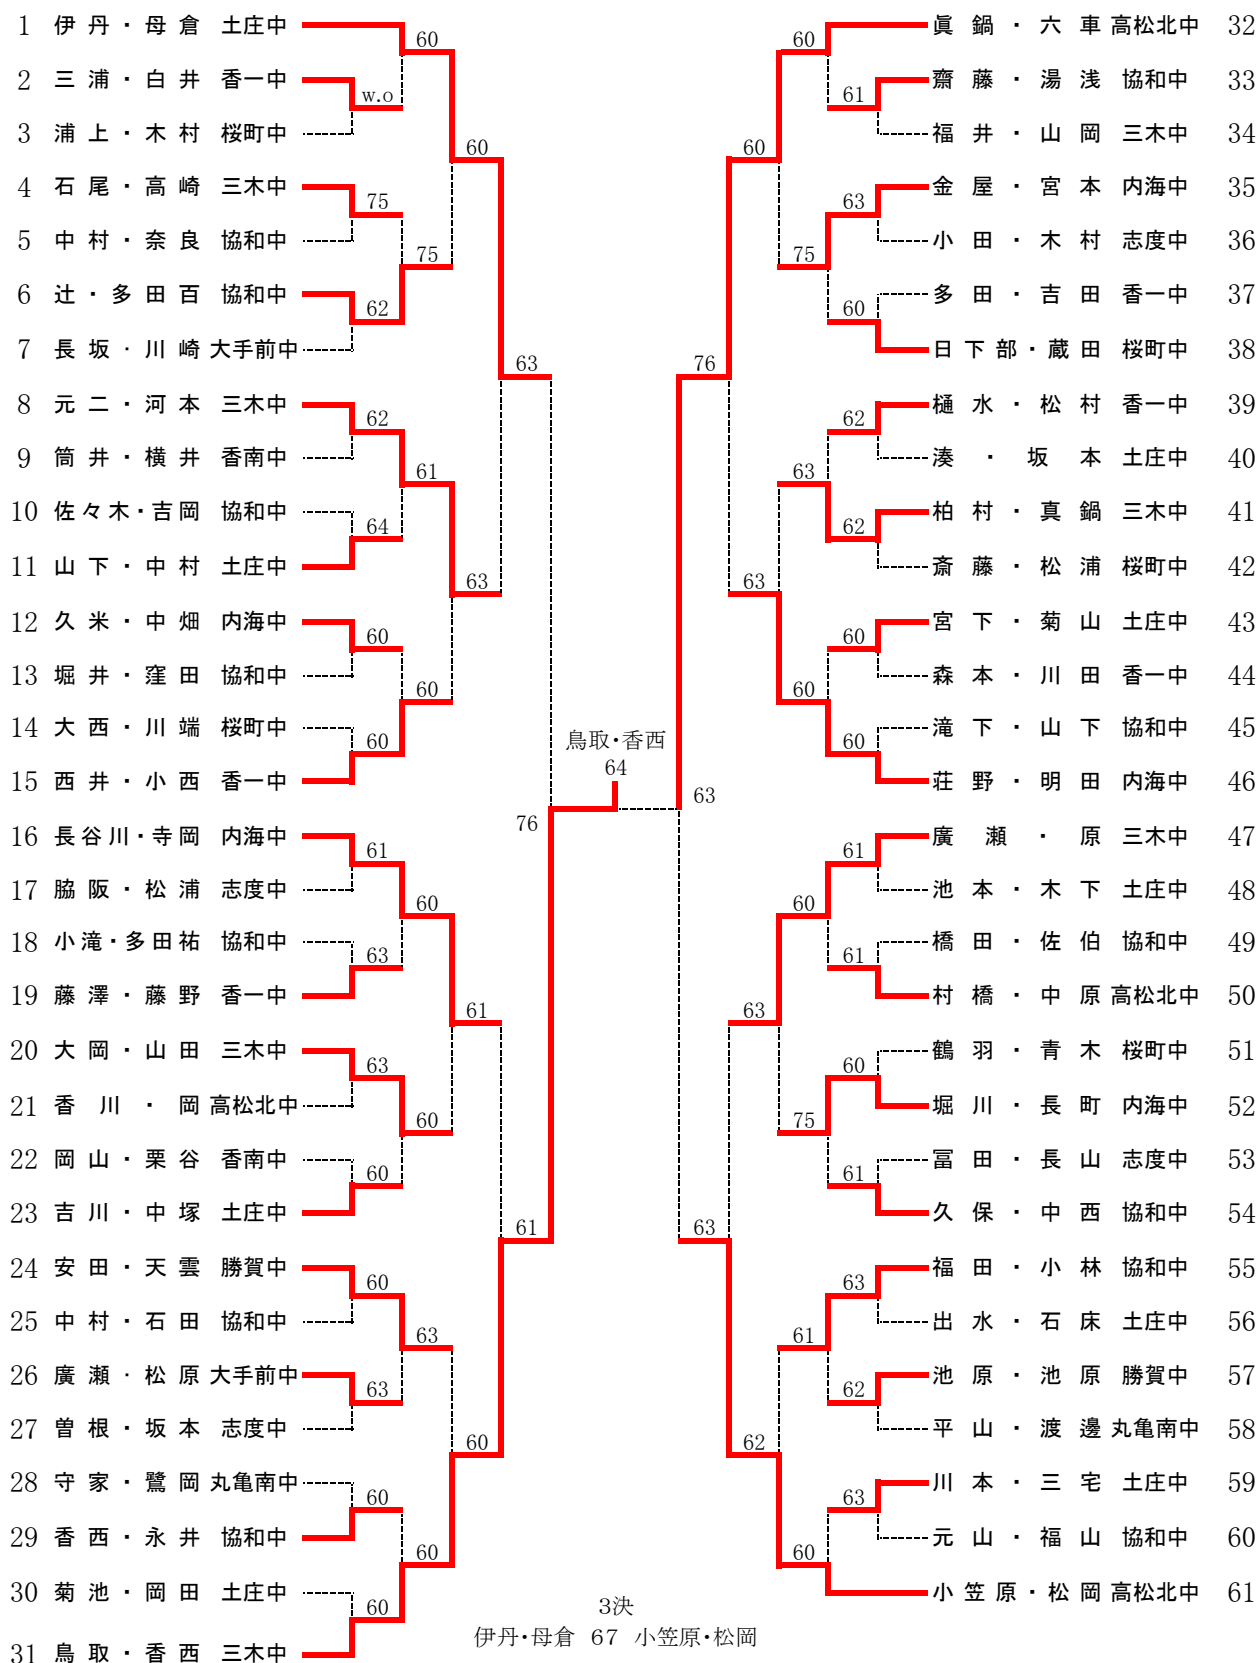 1 伊丹・母倉 土庄中
60
2 三浦・白井 香一中
w.o
3 浦上・木村 桜町中
60
4 石尾・高崎 三木中
75
5 中村・奈良 協和中
75
6 辻・多田百 協和中
62
7 長坂・川崎 大手前中
63
8 元二・河本 三木中
62
9 筒井・横井 香南中
61
10 佐々木・吉岡 協和中
64
11 山下・中村 土庄中
63
12 久米・中畑 内海中
60
13 堀井・窪田 協和中
60
14 大西・川端 桜町中
60
15 西井・小西 香一中
76
16 長谷川・寺岡 内海中
61
17 脇阪・松浦 志度中
60
18 小滝・多田祐 協和中
63
19 藤澤・藤野 香一中
61
20 大岡・山田 三木中
63
21 香川・岡 高松北中
60
22 岡山・栗谷 香南中
60
23 吉川・中塚 土庄中
61
24 安田・天雲 勝賀中
60
25 中村・石田 協和中
63
26 廣瀬・松原 大手前中
63
27 曽根・坂本 志度中
60
28 守家・鷺岡 丸亀南中
60
29 香西・永井 協和中
60
30 菊池・岡田 土庄中
60
31 鳥取・香西 三木中
鳥取・香西
64
眞鍋・六車 高松北中 32
60
齋藤・湯浅 協和中 33
61
福井・山岡 三木中 34
60
金屋・宮本 内海中 35
63
小田・木村 志度中 36
75
多田・吉田 香一中 37
60
日下部・蔵田 桜町中 38
76
樋水・松村 香一中 39
62
湊・坂本 土庄中 40
63
柏村・真鍋 三木中 41
62
斎藤・松浦 桜町中 42
63
宮下・菊山 土庄中 43
60
森本・川田 香一中 44
60
滝下・山下 協和中 45
60
荘野・明田 内海中 46
63
廣瀬・原 三木中 47
61
池本・木下 土庄中 48
60
橋田・佐伯 協和中 49
61
村橋・中原 高松北中 50
63
鶴羽・青木 桜町中 51
60
堀川・長町 内海中 52
75
冨田・長山 志度中 53
61
久保・中西 協和中 54
63
福田・小林 協和中 55
63
出水・石床 土庄中 56
61
池原・池原 勝賀中 57
62
平山・渡邊 丸亀南中 58
62
川本・三宅 土庄中 59
63
元山・福山 協和中 60
60
小笠原・松岡 高松北中 61
3決
伊丹・母倉 67 小笠原・松岡